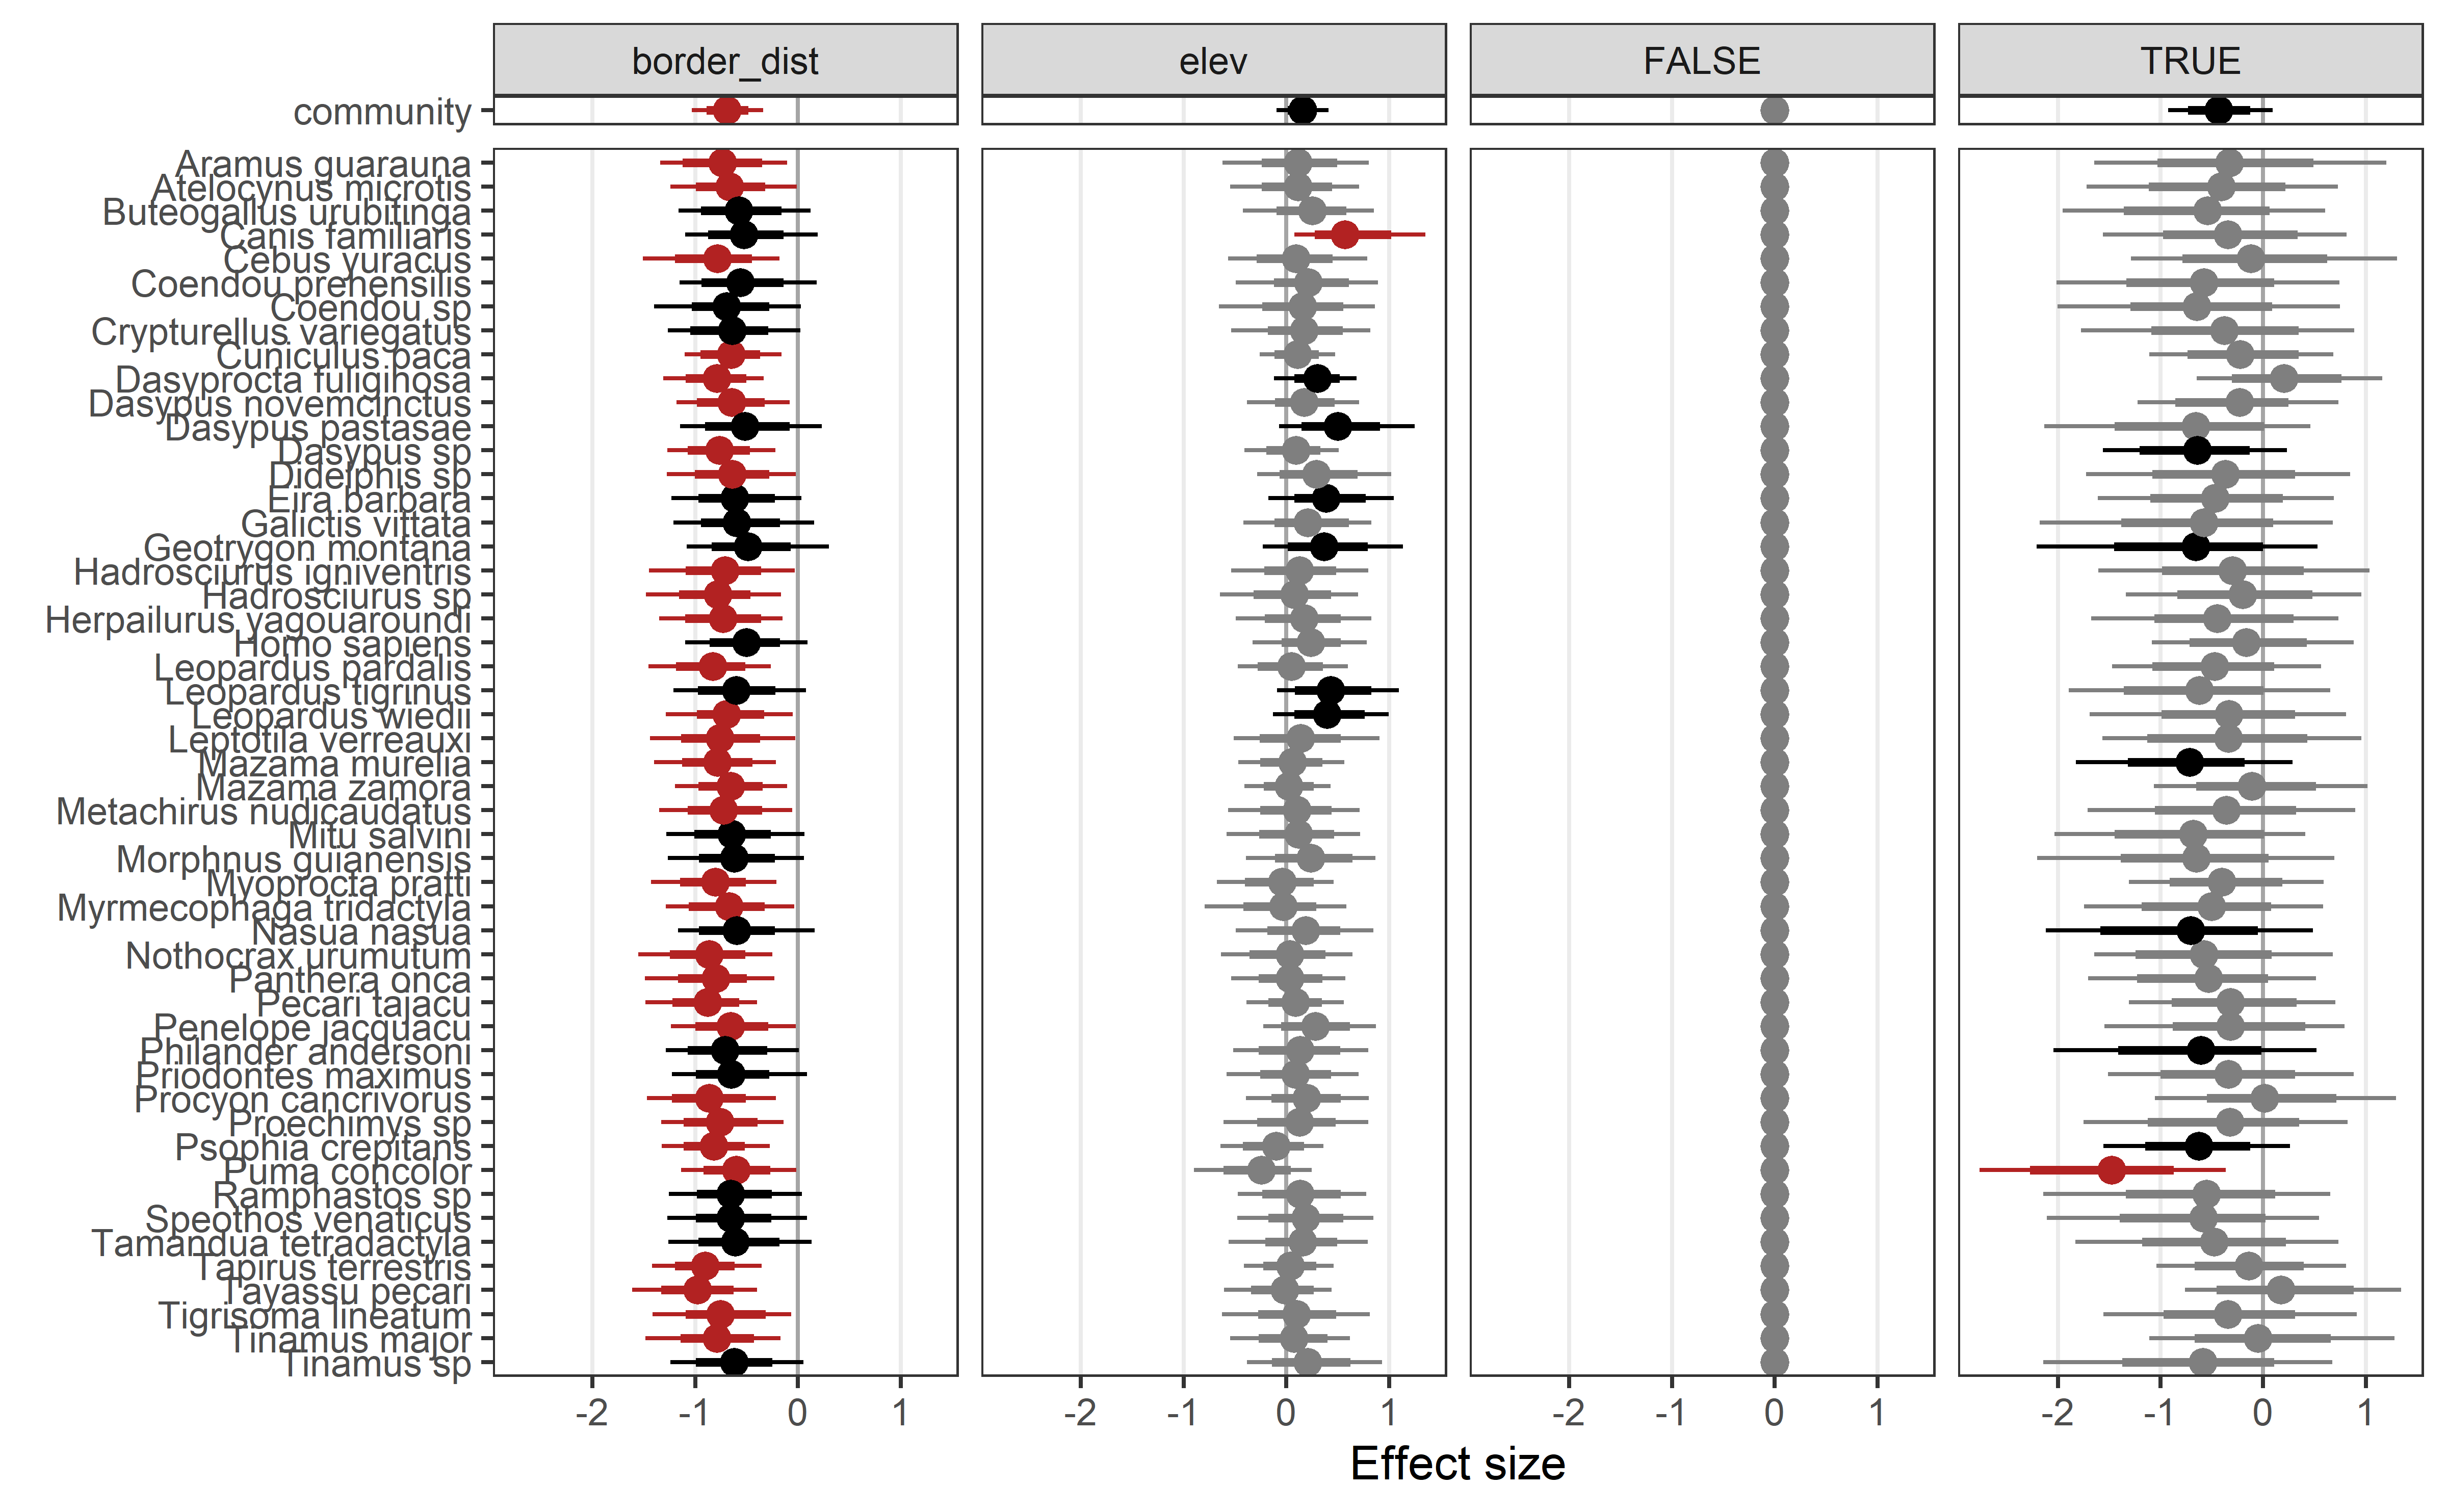 border_dist elev FALSE TRUE
community
Aramus guarauna
Atelocynus microtis
Buteogallus urubitinga
Canis familiaris
Cebus yuracus
Coendou prehensilis
Coendou sp
Crypturellus variegatus
Cuniculus paca
Dasyprocta fuliginosa
Dasypus novemcinctus
Dasypus pastasae
Dasypus sp
Didelphis sp
Eira barbara
Galictis vittata
Geotrygon montana
Hadrosciurus igniventris
Hadrosciurus sp
Herpailurus yagouaroundi
Homo sapiens
Leopardus pardalis
Leopardus tigrinus
Leopardus wiedii
Leptotila verreauxi
Mazama murelia
Mazama zamora
Metachirus nudicaudatus
Mitu salvini
Morphnus guianensis
Myoprocta pratti
Myrmecophaga tridactyla
Nasua nasua
Nothocrax urumutum
Panthera onca
Pecari tajacu
Penelope jacquacu
Philander andersoni
Priodontes maximus
Procyon cancrivorus
Proechimys sp
Psophia crepitans
Puma concolor
Ramphastos sp
Speothos venaticus
Tamandua tetradactyla
Tapirus terrestris
Tayassu pecari
Tigrisoma lineatum
Tinamus major
Tinamus sp
-2 -1 0 1 -2 -1 0 1 -2 -1 0 1 -2 -1 0 1
Effect size